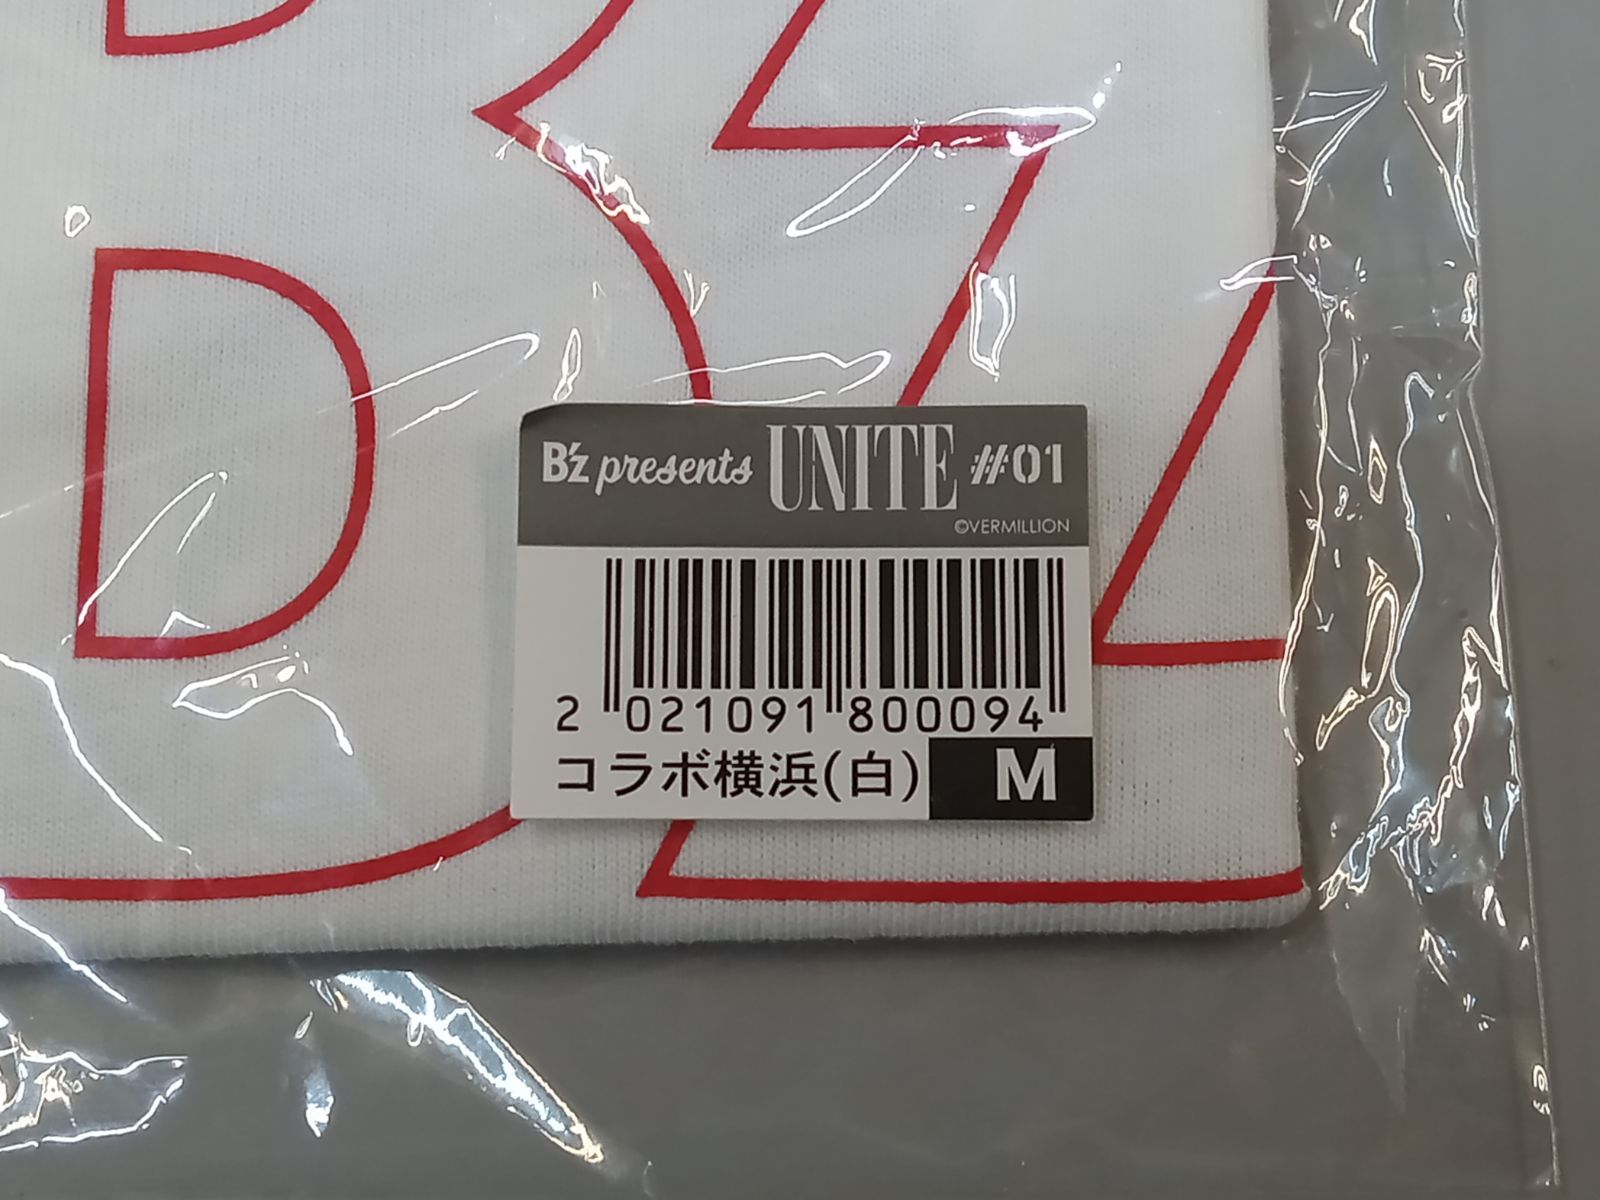 B'z presents UNITE #01
©VERMILLION
2 021091 800094
コラボ横浜(白) M